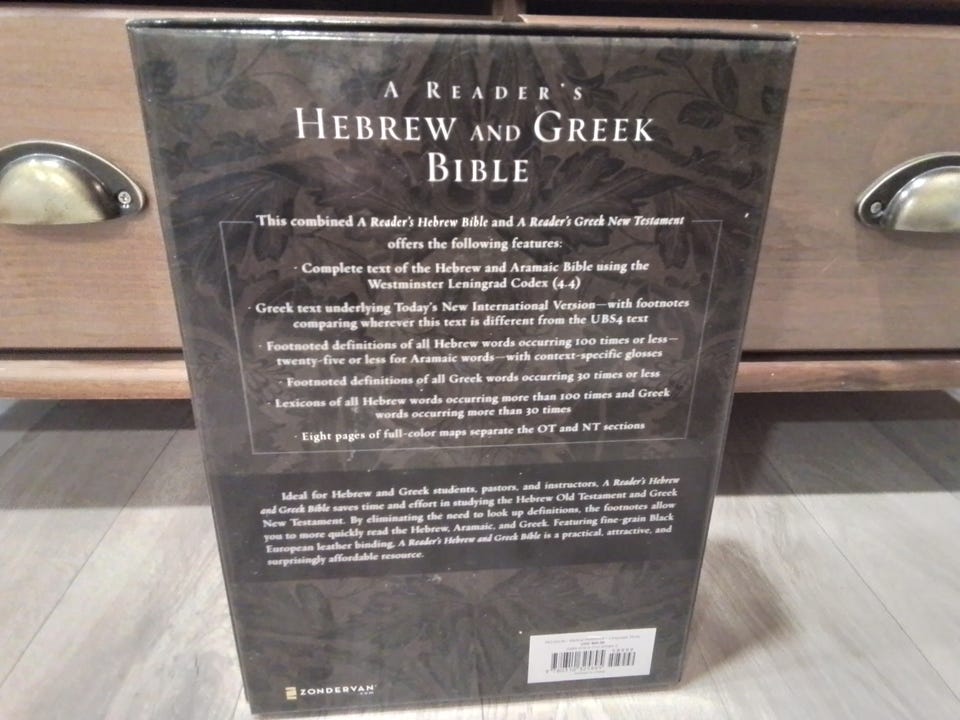 A READER'S
HEBREW AND GREEK
BIBLE
This combined A Reader's Hebrew Bible and A Reader's Greek New Testament
offers the following features:
· Complete text of the Hebrew and Aramaic Bible using the
Westminster Leningrad Codex (4.4)
· Greek text underlying Today's New International Version—with footnotes
comparing wherever this text is different from the UBS4 text
· Footnoted definitions of all Hebrew words occurring 100 times or less—
twenty-five or less for Aramaic words—with context-specific glosses
· Footnoted definitions of all Greek words occurring 30 times or less
· Lexicons of all Hebrew words occurring more than 100 times and Greek
words occurring more than 30 times
· Eight pages of full-color maps separate the OT and NT sections
Ideal for Hebrew and Greek students, pastors, and instructors, A Reader's Hebrew
and Greek Bible saves time and effort in studying the Hebrew Old Testament and Greek
New Testament. By eliminating the need to look up definitions, the footnotes allow
you to more quickly read the Hebrew, Aramaic, and Greek. Featuring fine-grain Black
European leather binding, A Reader's Hebrew and Greek Bible is a practical, attractive, and
surprisingly affordable resource.
ZONDERVAN
.com